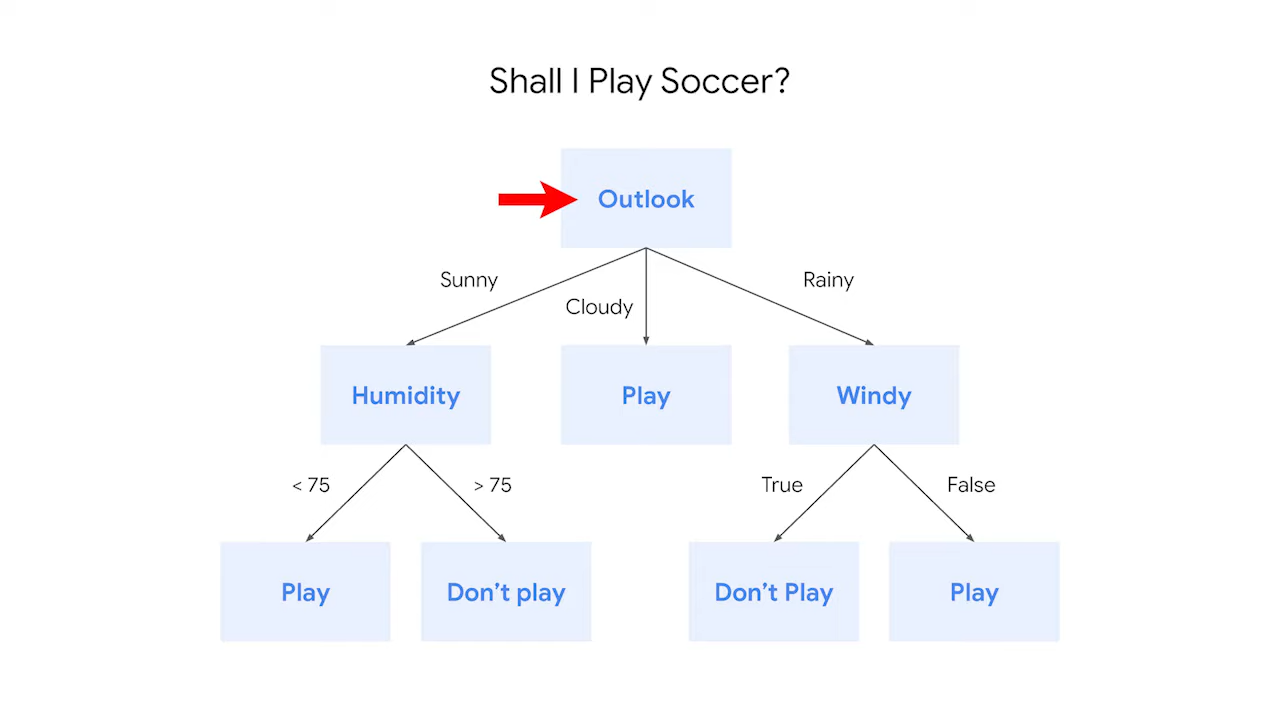 Shall I Play Soccer?
Outlook
Sunny
Cloudy
Rainy
Humidity
Play
Windy
< 75
> 75
True
False
Play
Don’t play
Don’t Play
Play